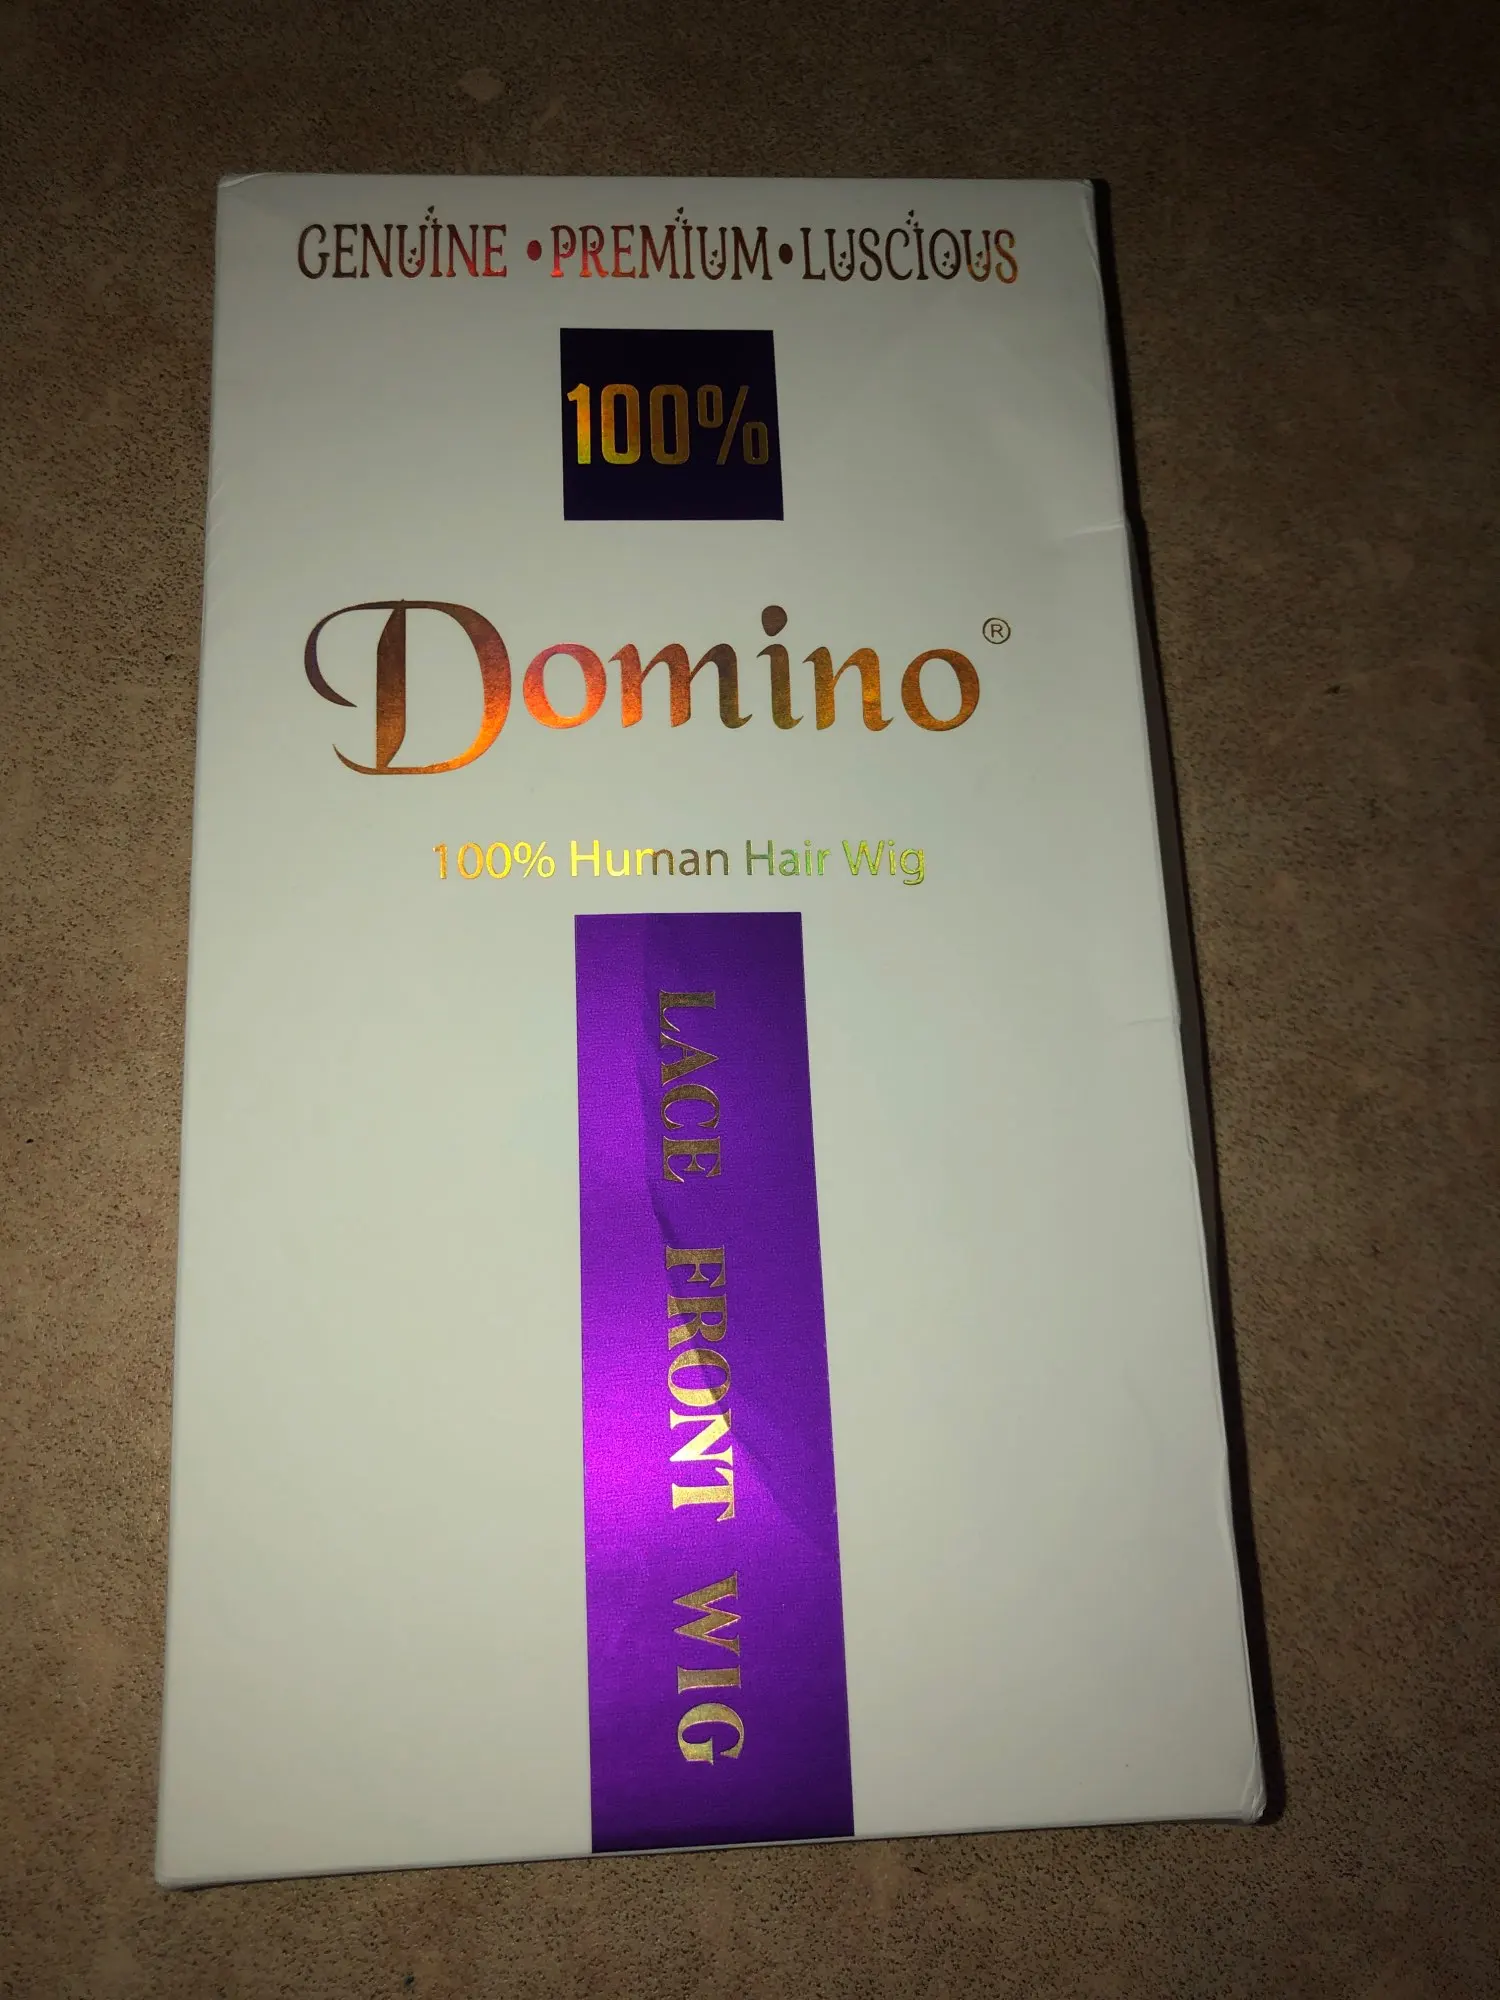 GENUINE • PREMIUM • LUSCIOUS
100%
Domino ®
100% Human Hair Wig
LACE FRONT WIG